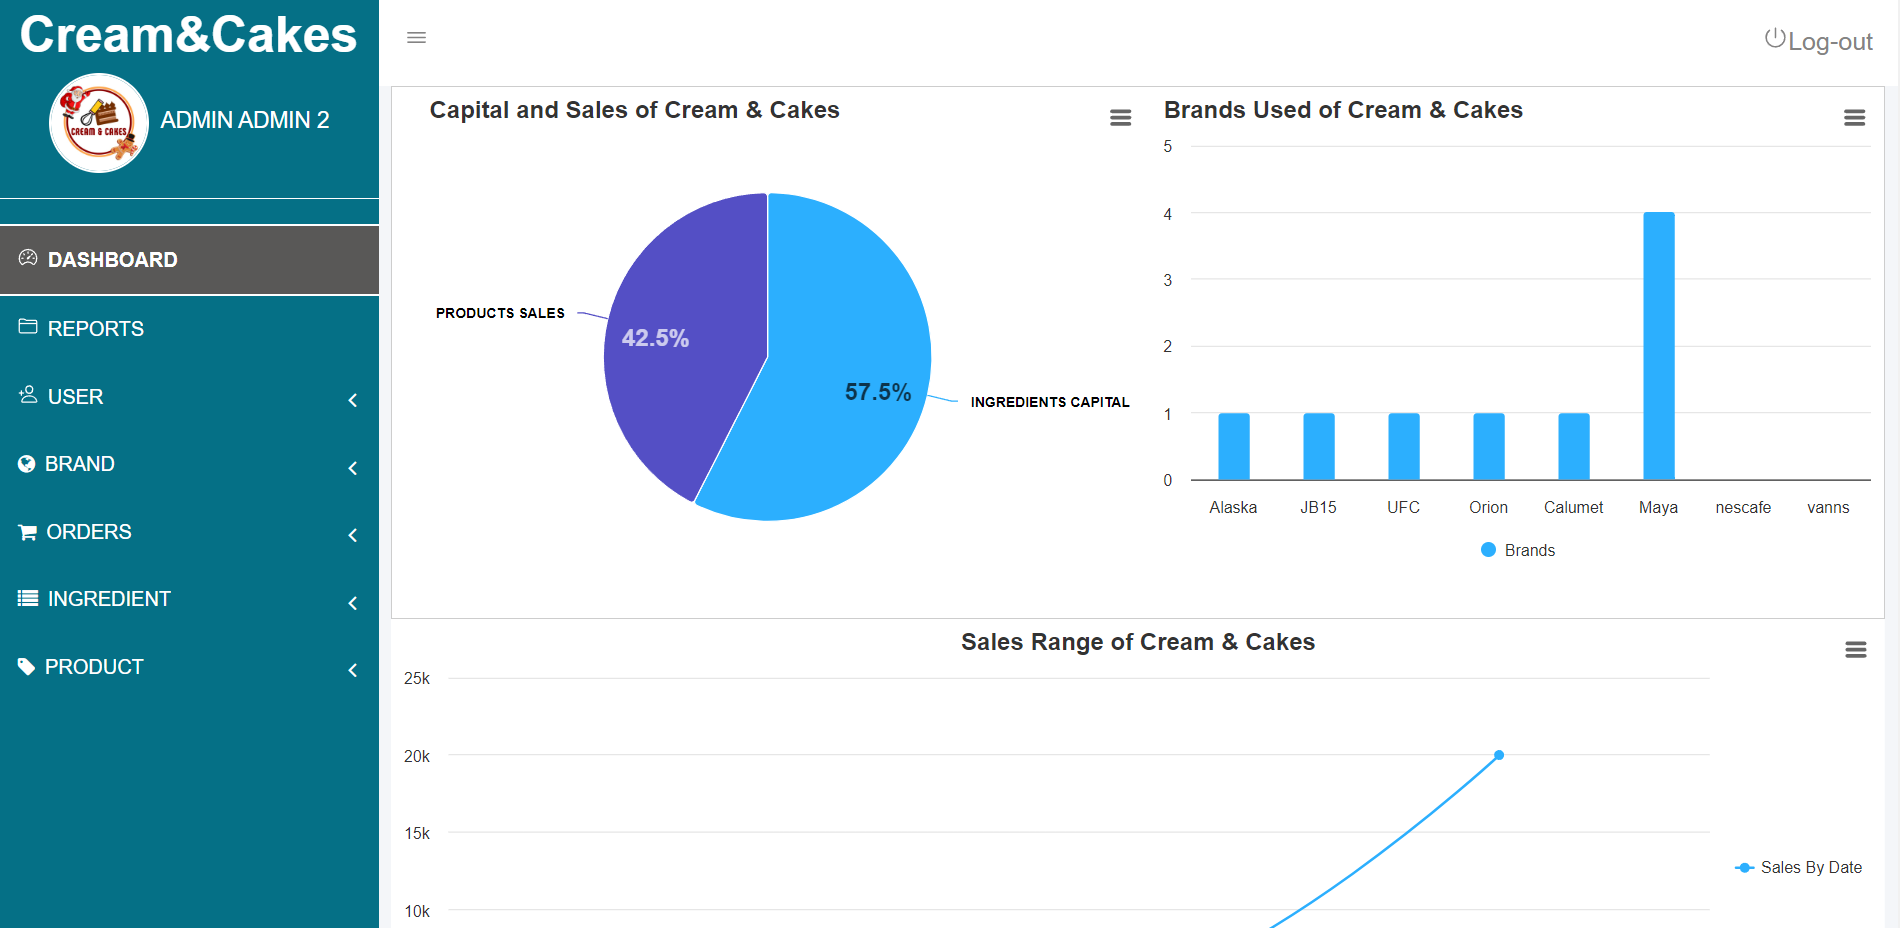 Cream&Cakes
CREAM & CAKES
ADMIN ADMIN 2
DASHBOARD
REPORTS
USER
BRAND
ORDERS
INGREDIENT
PRODUCT
Log-out
Capital and Sales of Cream & Cakes
PRODUCTS SALES
42.5%
57.5%
INGREDIENTS CAPITAL
Brands Used of Cream & Cakes
5
4
3
2
1
0
Alaska JB15 UFC Orion Calumet Maya nescafe vanns
Brands
Sales Range of Cream & Cakes
25k
20k
15k
10k
Sales By Date